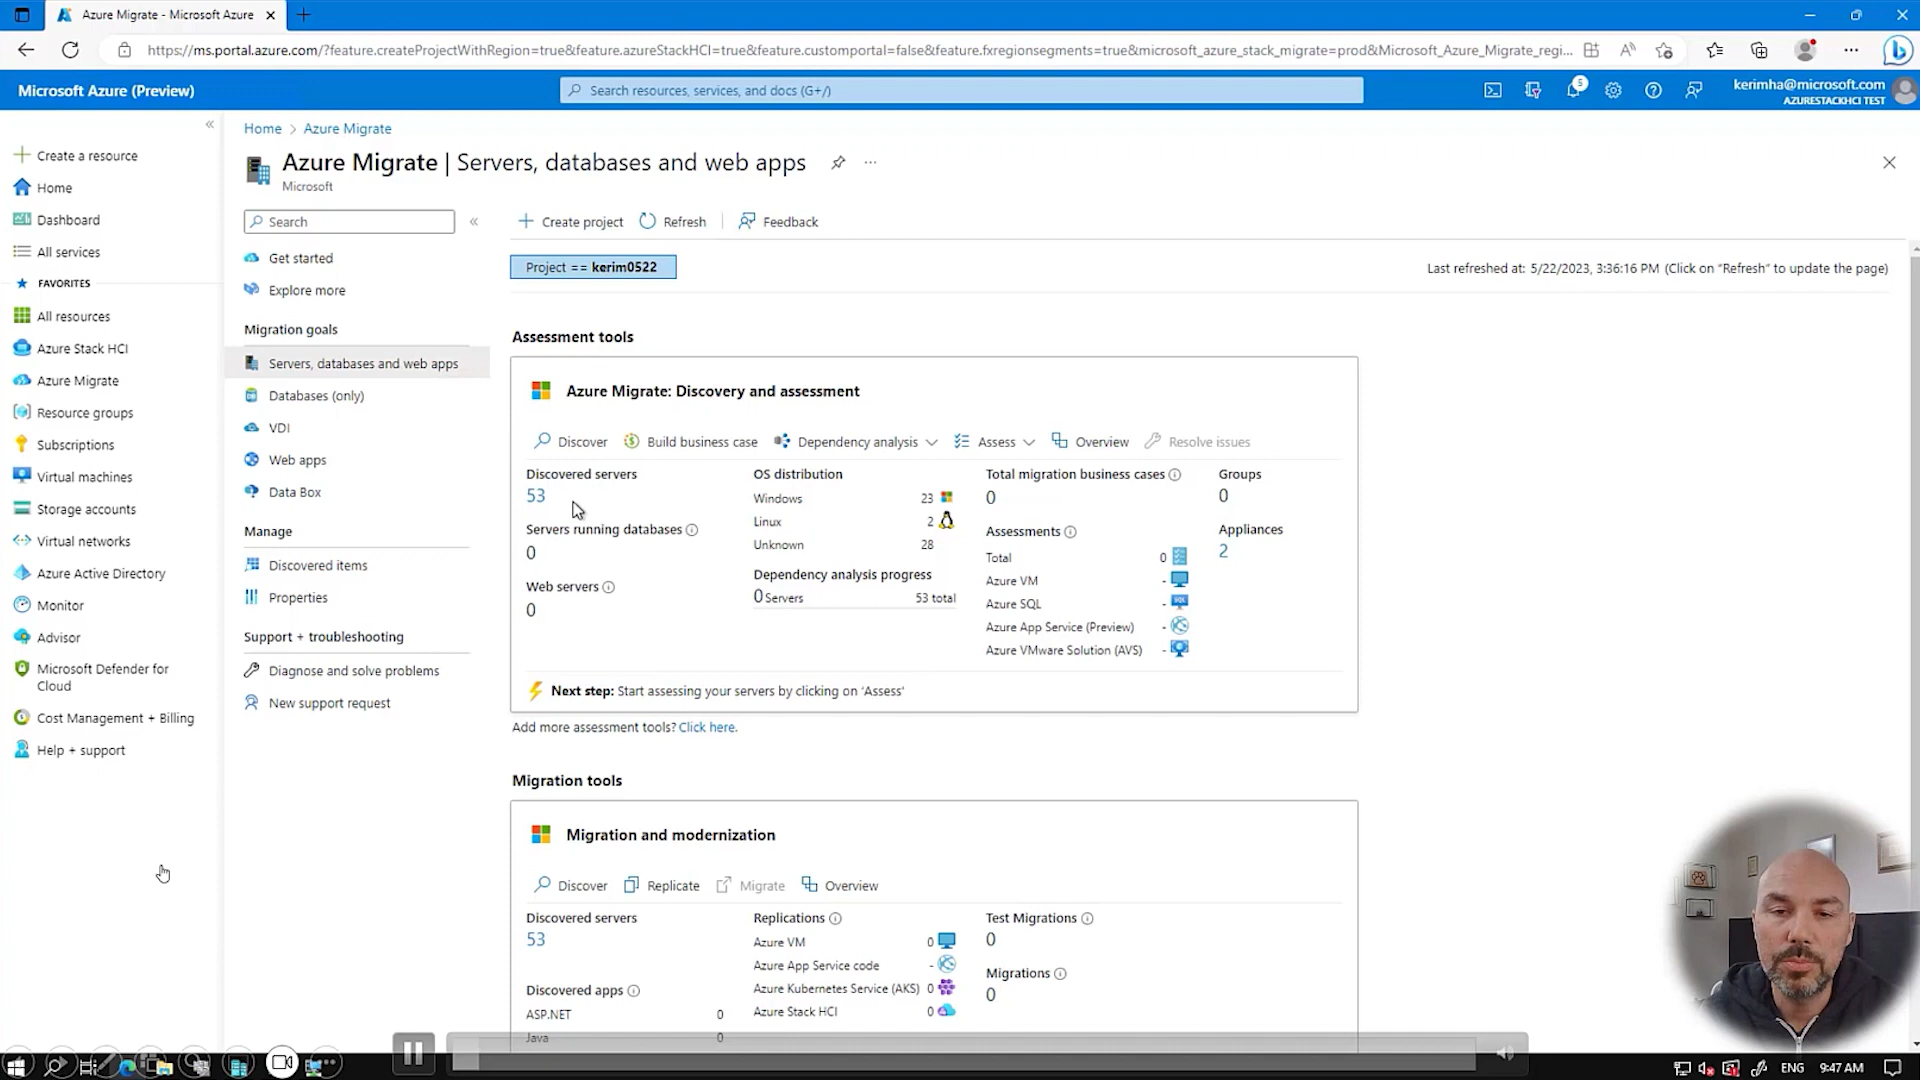 Azure Migrate - Microsoft Azure
https://ms.portal.azure.com/?feature.createProjectWithRegion=true&feature.azureStackHCI=true&feature.customportal=false&feature.fxregionsegments=true&microsoft_azure_stack_migrate=prod&Microsoft_Azure_Migrate_regi...
Microsoft Azure (Preview)
Search resources, services, and docs (G+/)
5
kerimha@microsoft.com
AZURESTACKHCI TEST
Create a resource
Home
Dashboard
All services
FAVORITES
All resources
Azure Stack HCI
Azure Migrate
Resource groups
Subscriptions
Virtual machines
Storage accounts
Virtual networks
Azure Active Directory
Monitor
Advisor
Microsoft Defender for
Cloud
Cost Management + Billing
Help + support
Home > Azure Migrate
Azure Migrate | Servers, databases and web apps
Microsoft
Search
Get started
Explore more
Migration goals
Servers, databases and web apps
Databases (only)
VDI
Web apps
Data Box
Manage
Discovered items
Properties
Support + troubleshooting
Diagnose and solve problems
New support request
Create project Refresh Feedback
Project == kerim0522
Last refreshed at: 5/22/2023, 3:36:16 PM (Click on "Refresh" to update the page)
Assessment tools
Azure Migrate: Discovery and assessment
Discover Build business case Dependency analysis Assess Overview Resolve issues
Discovered servers
53
Servers running databases
0
Web servers
0
OS distribution
Windows 23
Linux 2
Unknown 28
Dependency analysis progress
0 Servers 53 total
Total migration business cases
0
Assessments
Total 0
Azure VM -
Azure SQL - SQL
Azure App Service (Preview) -
Azure VMware Solution (AVS) -
Groups
0
Appliances
2
Next step: Start assessing your servers by clicking on 'Assess'
Add more assessment tools? Click here.
Migration tools
Migration and modernization
Discover Replicate Migrate Overview
Discovered servers
53
Discovered apps
ASP.NET 0
Java 0
Replications
Azure VM 0
Azure App Service code -
Azure Kubernetes Service (AKS) 0
Azure Stack HCI 0
Test Migrations
0
Migrations
0
ENG 9:47 AM